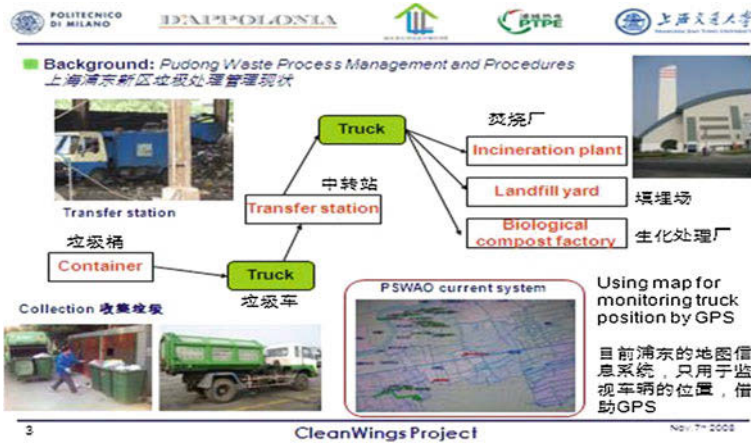 POLITECNICO
DI MILANO
D'APPOLONIA
PTPE
上海交通大学
Background: Pudong Waste Process Management and Procedures
上海浦东新区垃圾处理管理现状
Truck
焚烧厂
Incineration plant
中转站
Transfer station
Landfill yard
填埋场
Transfer station
Biological
compost factory
生化处理厂
垃圾桶
Container
Truck
垃圾车
PSWAO current system
Using map for
monitoring truck
position by GPS
Collection 收集垃圾
目前浦东的地图信
息系统，只用于监
视车辆的位置，借
助GPS
3
CleanWings Project
Nov. 7th 2008